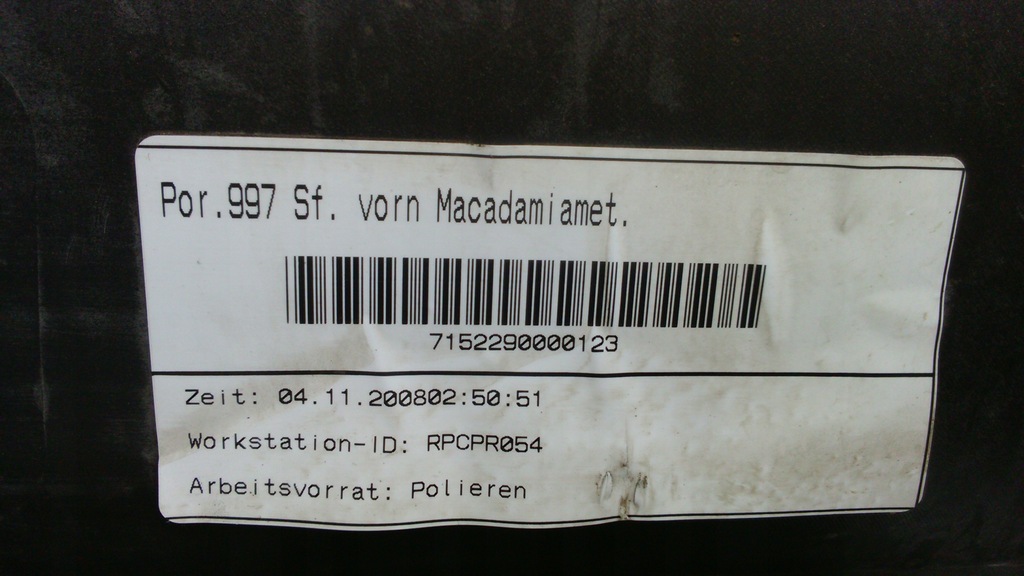 Por.997 Sf. vorn Macadamiamet.
7152290000123
Zeit: 04.11.200802:50:51
Workstation-ID: RPCPR054
Arbeitsvorrat: Polieren